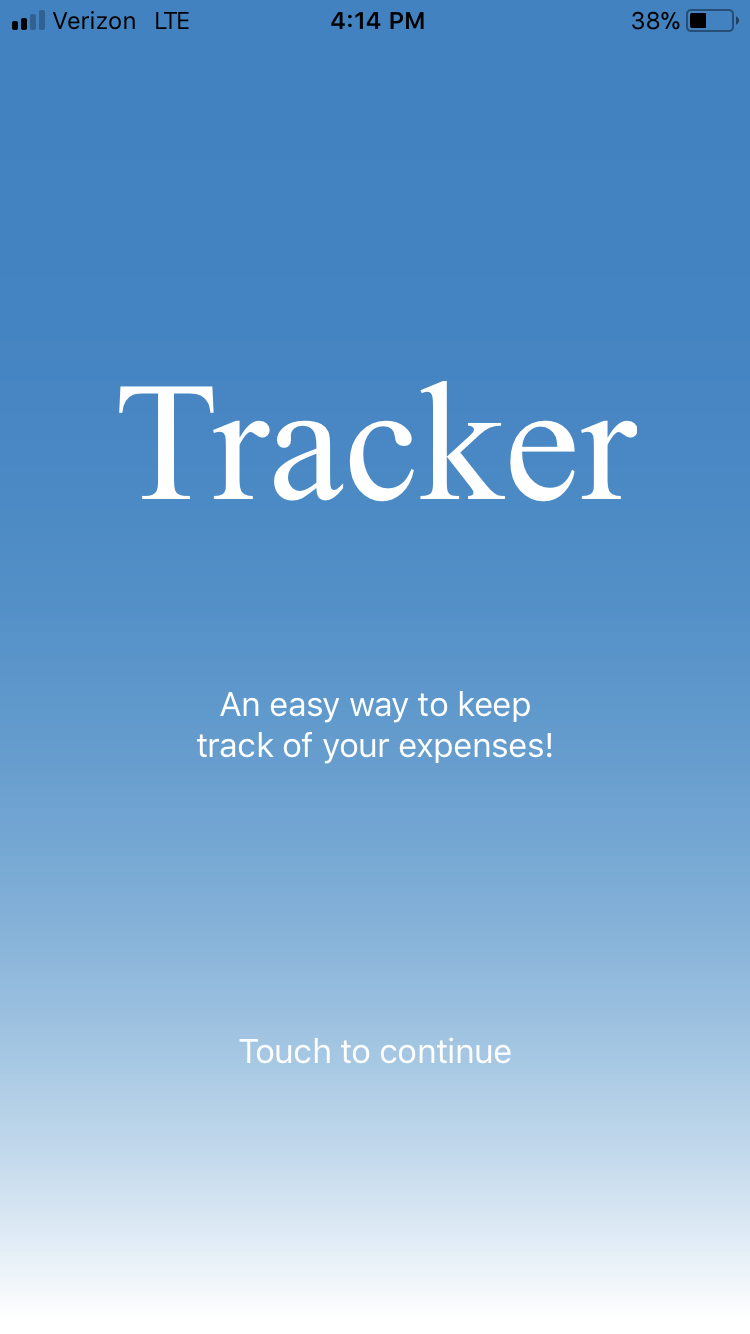 Verizon LTE 4:14 PM 38%
Tracker
An easy way to keep
track of your expenses!
Touch to continue